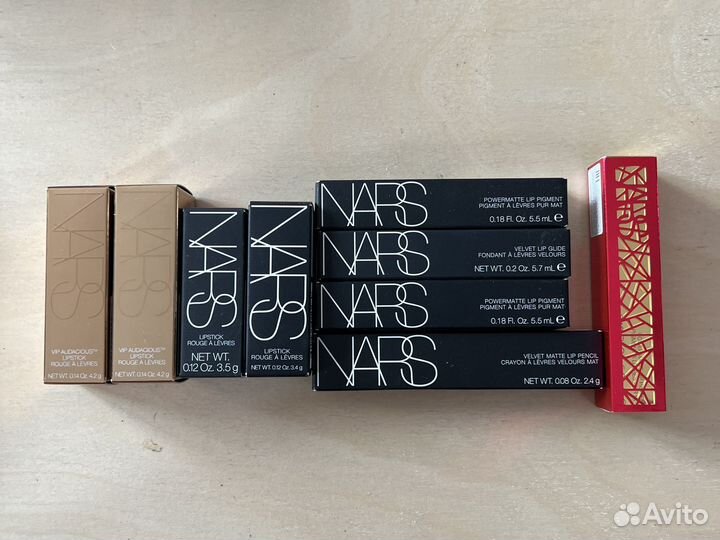 NARS
VIP AUDACIOUS™
LIPSTICK
ROUGE À LÈVRES
NET WT. 0.14 OZ. 4.2 g
NARS
VIP AUDACIOUS™
LIPSTICK
ROUGE À LÈVRES
NET WT. 0.14 OZ. 4.2 g
NARS
LIPSTICK
ROUGE À LÈVRES
NET WT.
0.12 Oz. 3.5 g
NARS
LIPSTICK
ROUGE À LÈVRES
NET WT. 0.12 Oz. 3.4 g
NARS
POWERMATTE LIP PIGMENT
PIGMENT À LÈVRES PUR MAT
0.18 Fl. Oz. 5.5 mL ℮
NARS
VELVET LIP GLIDE
FONDANT À LÈVRES VELOURS
NET WT. 0.2 Oz. 5.7 mL ℮
NARS
POWERMATTE LIP PIGMENT
PIGMENT À LÈVRES PUR MAT
0.18 Fl. Oz. 5.5 mL ℮
NARS
VELVET MATTE LIP PENCIL
CRAYON À LÈVRES VELOURS MAT
NET WT. 0.08 Oz. 2.4 g
NARS
Avito